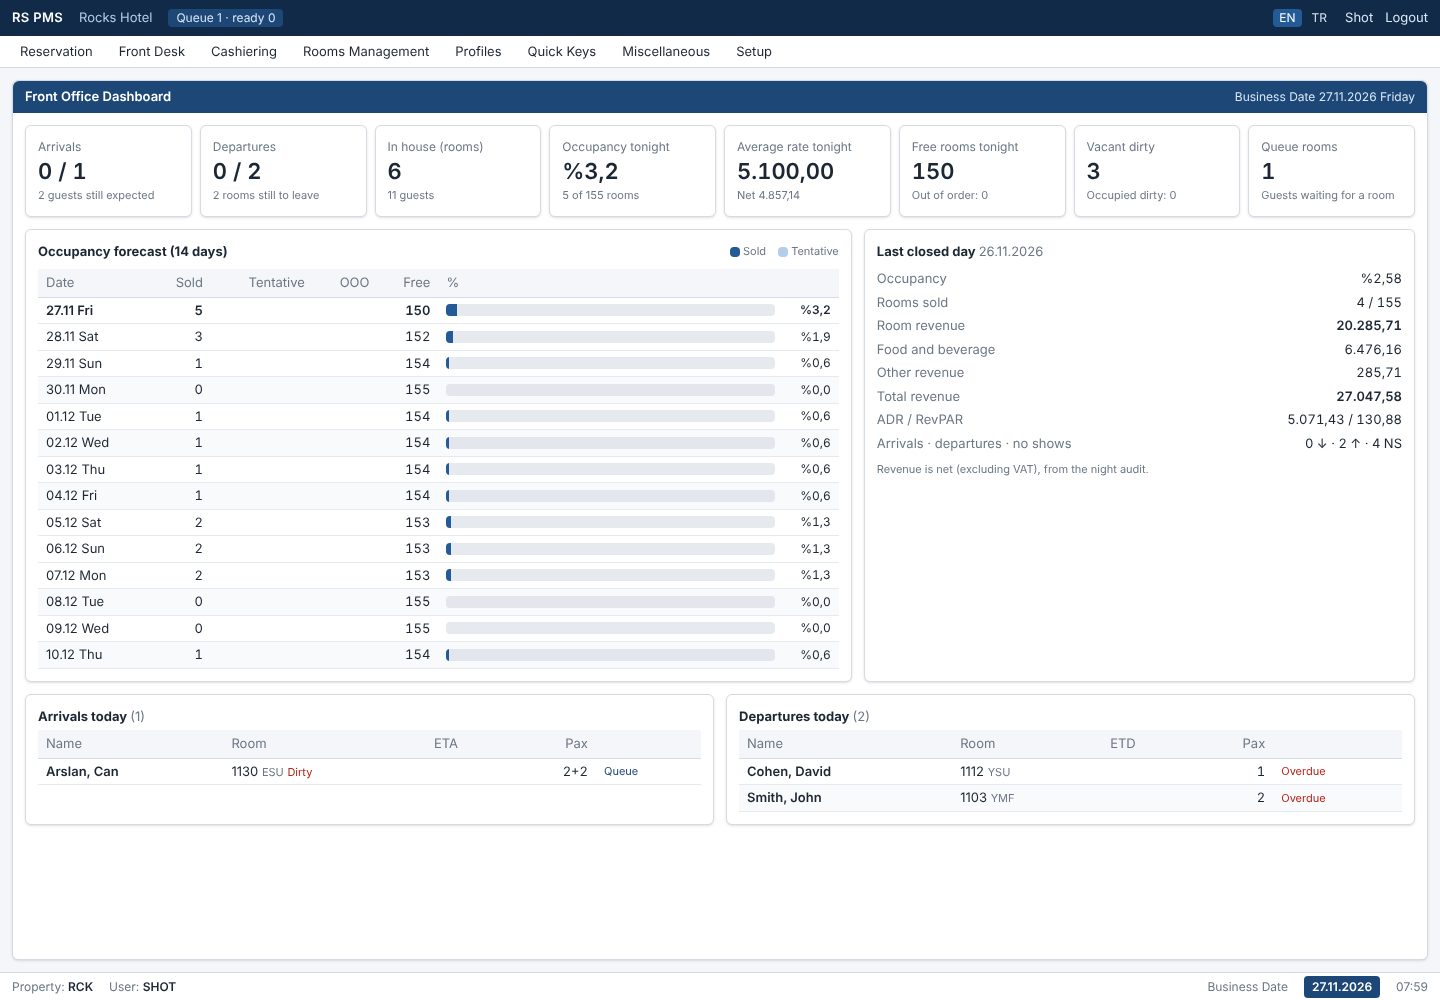 RS PMS Rocks Hotel Queue 1 · ready 0 EN TR Shot Logout
Reservation Front Desk Cashiering Rooms Management Profiles Quick Keys Miscellaneous Setup
Front Office Dashboard Business Date 27.11.2026 Friday
Arrivals
0 / 1
2 guests still expected
Departures
0 / 2
2 rooms still to leave
In house (rooms)
6
11 guests
Occupancy tonight
%3,2
5 of 155 rooms
Average rate tonight
5.100,00
Net 4.857,14
Free rooms tonight
150
Out of order: 0
Vacant dirty
3
Occupied dirty: 0
Queue rooms
1
Guests waiting for a room
Occupancy forecast (14 days) Sold Tentative
Date Sold Tentative OOO Free %
27.11 Fri 5 150 %3,2
28.11 Sat 3 152 %1,9
29.11 Sun 1 154 %0,6
30.11 Mon 0 155 %0,0
01.12 Tue 1 154 %0,6
02.12 Wed 1 154 %0,6
03.12 Thu 1 154 %0,6
04.12 Fri 1 154 %0,6
05.12 Sat 2 153 %1,3
06.12 Sun 2 153 %1,3
07.12 Mon 2 153 %1,3
08.12 Tue 0 155 %0,0
09.12 Wed 0 155 %0,0
10.12 Thu 1 154 %0,6
Last closed day 26.11.2026
Occupancy %2,58
Rooms sold 4 / 155
Room revenue 20.285,71
Food and beverage 6.476,16
Other revenue 285,71
Total revenue 27.047,58
ADR / RevPAR 5.071,43 / 130,88
Arrivals · departures · no shows 0 ↓ · 2 ↑ · 4 NS
Revenue is net (excluding VAT), from the night audit.
Arrivals today (1)
Name Room ETA Pax
Arslan, Can 1130 ESU Dirty 2+2 Queue
Departures today (2)
Name Room ETD Pax
Cohen, David 1112 YSU 1 Overdue
Smith, John 1103 YMF 2 Overdue
Property: RCK User: SHOT Business Date 27.11.2026 07:59